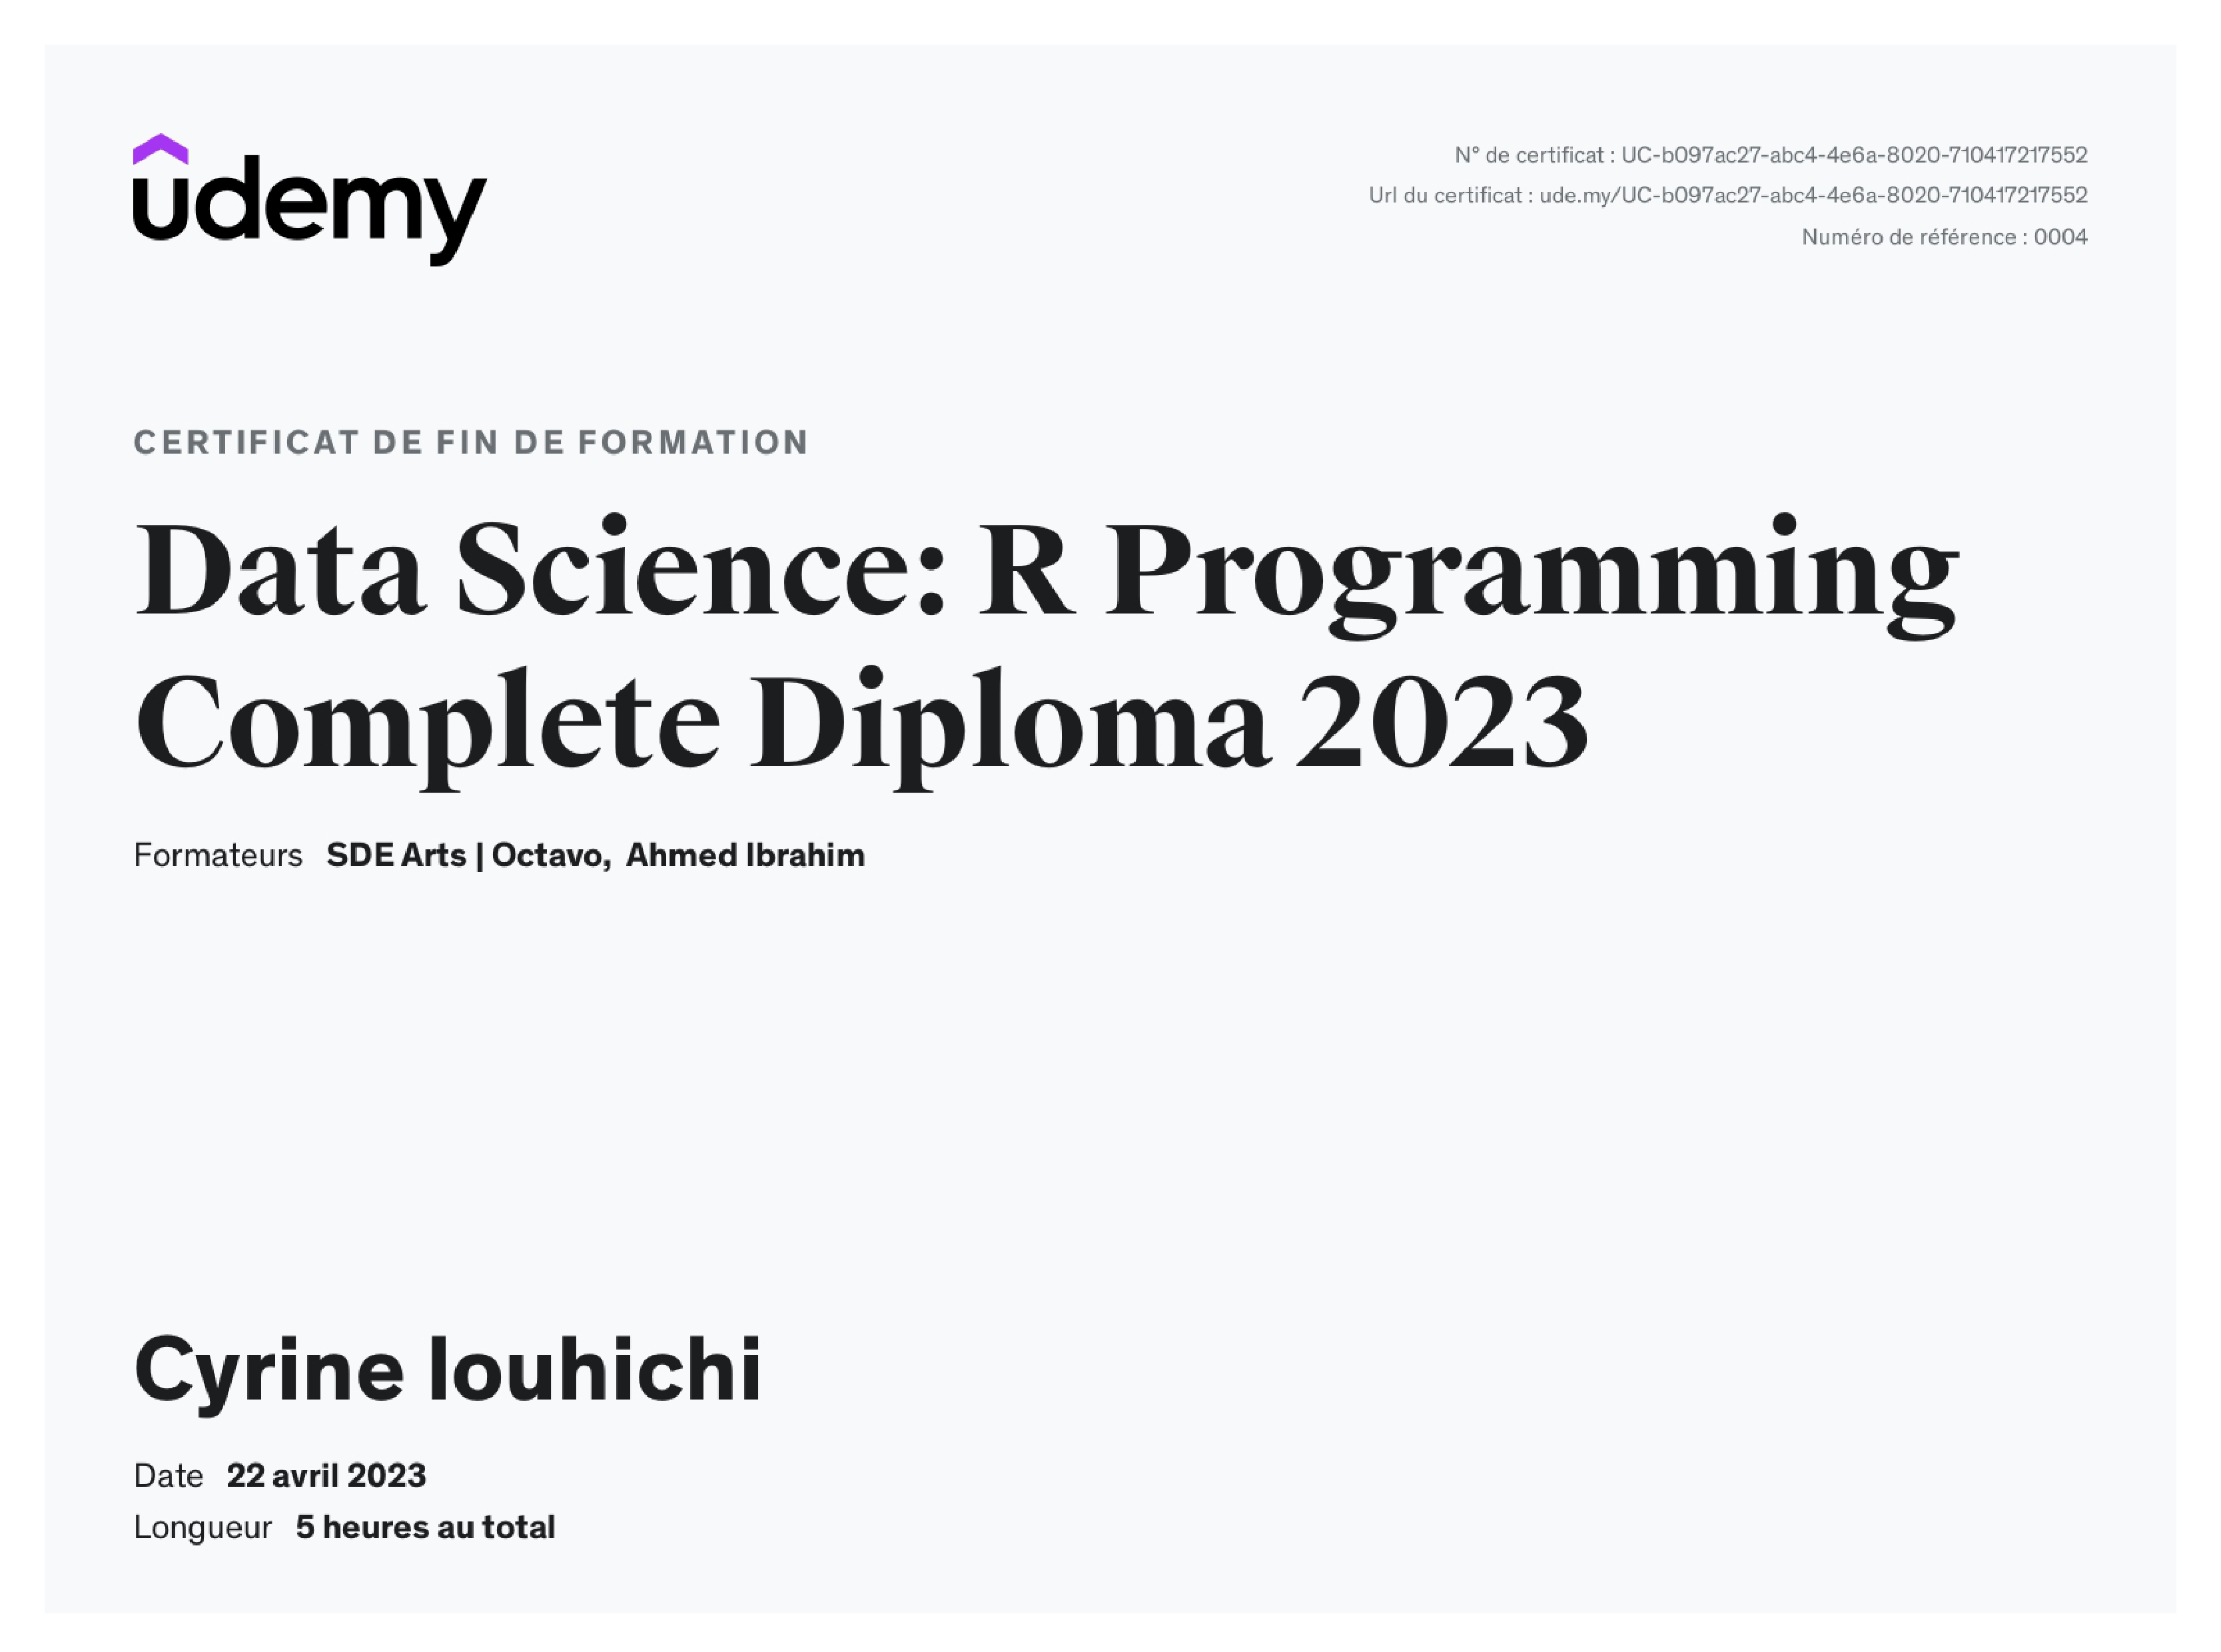 udemy
N° de certificat : UC-b097ac27-abc4-4e6a-8020-710417217552
Url du certificat : ude.my/UC-b097ac27-abc4-4e6a-8020-710417217552
Numéro de référence : 0004
CERTIFICAT DE FIN DE FORMATION
Data Science: R Programming
Complete Diploma 2023
Formateurs SDE Arts | Octavo, Ahmed Ibrahim
Cyrine louhichi
Date 22 avril 2023
Longueur 5 heures au total